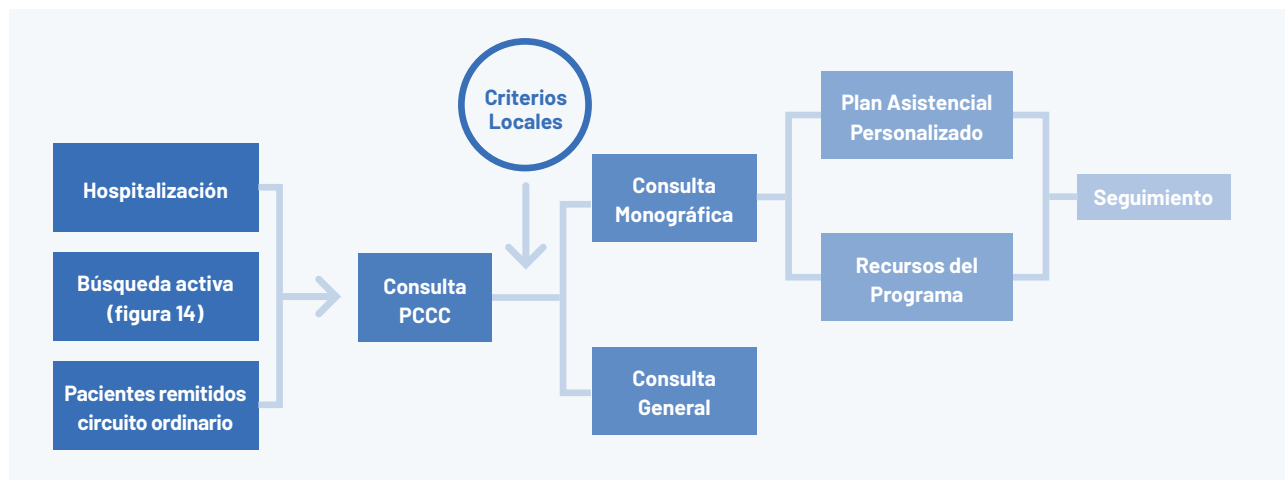 Criterios
Locales
Hospitalización
Búsqueda activa
(figura 14)
Pacientes remitidos
circuito ordinario
Consulta
PCCC
Consulta
Monográfica
Consulta
General
Plan Asistencial
Personalizado
Recursos del
Programa
Seguimiento